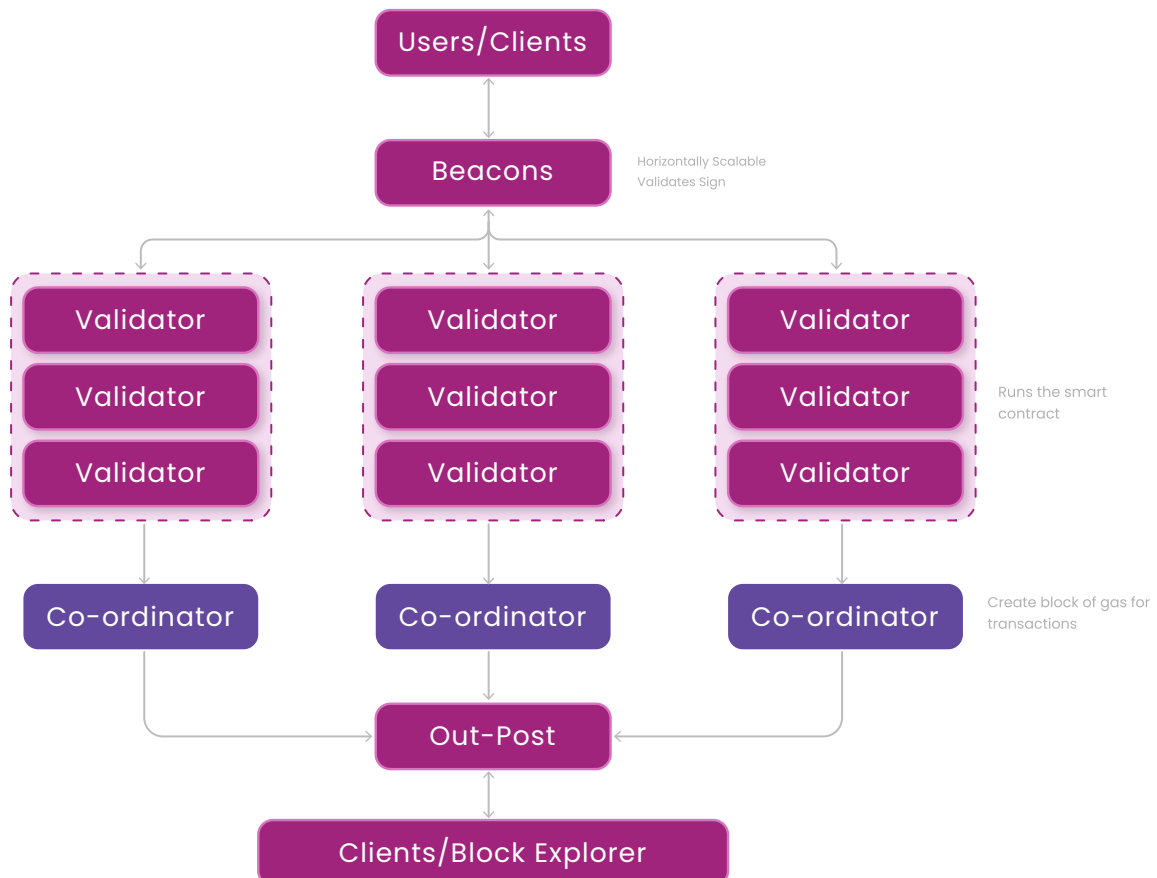 Users/Clients
Beacons
Horizontally Scalable
Validates Sign
Validator
Validator
Validator
Validator
Validator
Validator
Validator
Validator
Validator
Runs the smart
contract
Co-ordinator
Co-ordinator
Co-ordinator
Create block of gas for
transactions
Out-Post
Clients/Block Explorer